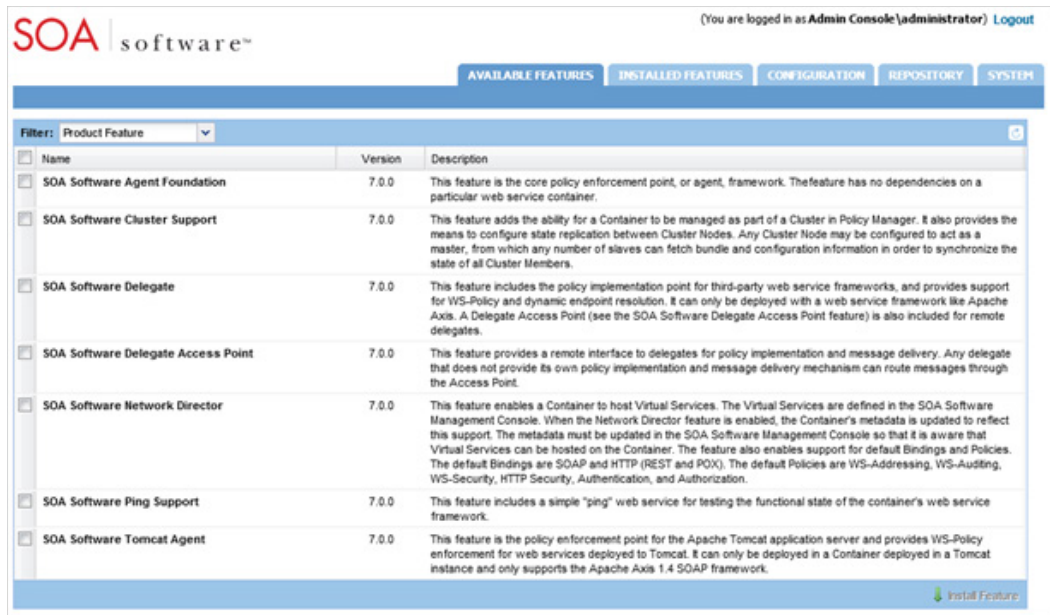 SOA software℠
(You are logged in as Admin Console\administrator) Logout
AVAILABLE FEATURES INSTALLED FEATURES CONFIGURATION REPOSITORY SYSTEM
Filter: Product Feature
Name Version Description
SOA Software Agent Foundation 7.0.0 This feature is the core policy enforcement point, or agent, framework. Thefeature has no dependencies on a
particular web service container.
SOA Software Cluster Support 7.0.0 This feature adds the ability for a Container to be managed as part of a Cluster in Policy Manager. It also provides the
means to configure state replication between Cluster Nodes. Any Cluster Node may be configured to act as a
master, from which any number of slaves can fetch bundle and configuration information in order to synchronize the
state of all Cluster Members.
SOA Software Delegate 7.0.0 This feature includes the policy implementation point for third-party web service frameworks, and provides support
for WS-Policy and dynamic endpoint resolution. It can only be deployed with a web service framework like Apache
Axis. A Delegate Access Point (see the SOA Software Delegate Access Point feature) is also included for remote
delegates.
SOA Software Delegate Access Point 7.0.0 This feature provides a remote interface to delegates for policy implementation and message delivery. Any delegate
that does not provide its own policy implementation and message delivery mechanism can route messages through
the Access Point.
SOA Software Network Director 7.0.0 This feature enables a Container to host Virtual Services. The Virtual Services are defined in the SOA Software
Management Console. When the Network Director feature is enabled, the Container's metadata is updated to reflect
this support. The metadata must be updated in the SOA Software Management Console so that it is aware that
Virtual Services can be hosted on the Container. The feature also enables support for default Bindings and Policies.
The default Bindings are SOAP and HTTP (REST and POX). The default Policies are WS-Addressing, WS-Auditing,
WS-Security, HTTP Security, Authentication, and Authorization.
SOA Software Ping Support 7.0.0 This feature includes a simple "ping" web service for testing the functional state of the container's web service
framework.
SOA Software Tomcat Agent 7.0.0 This feature is the policy enforcement point for the Apache Tomcat application server and provides WS-Policy
enforcement for web services deployed to Tomcat. It can only be deployed in a Container deployed in a Tomcat
instance and only supports the Apache Axis 1.4 SOAP framework.
Install Feature